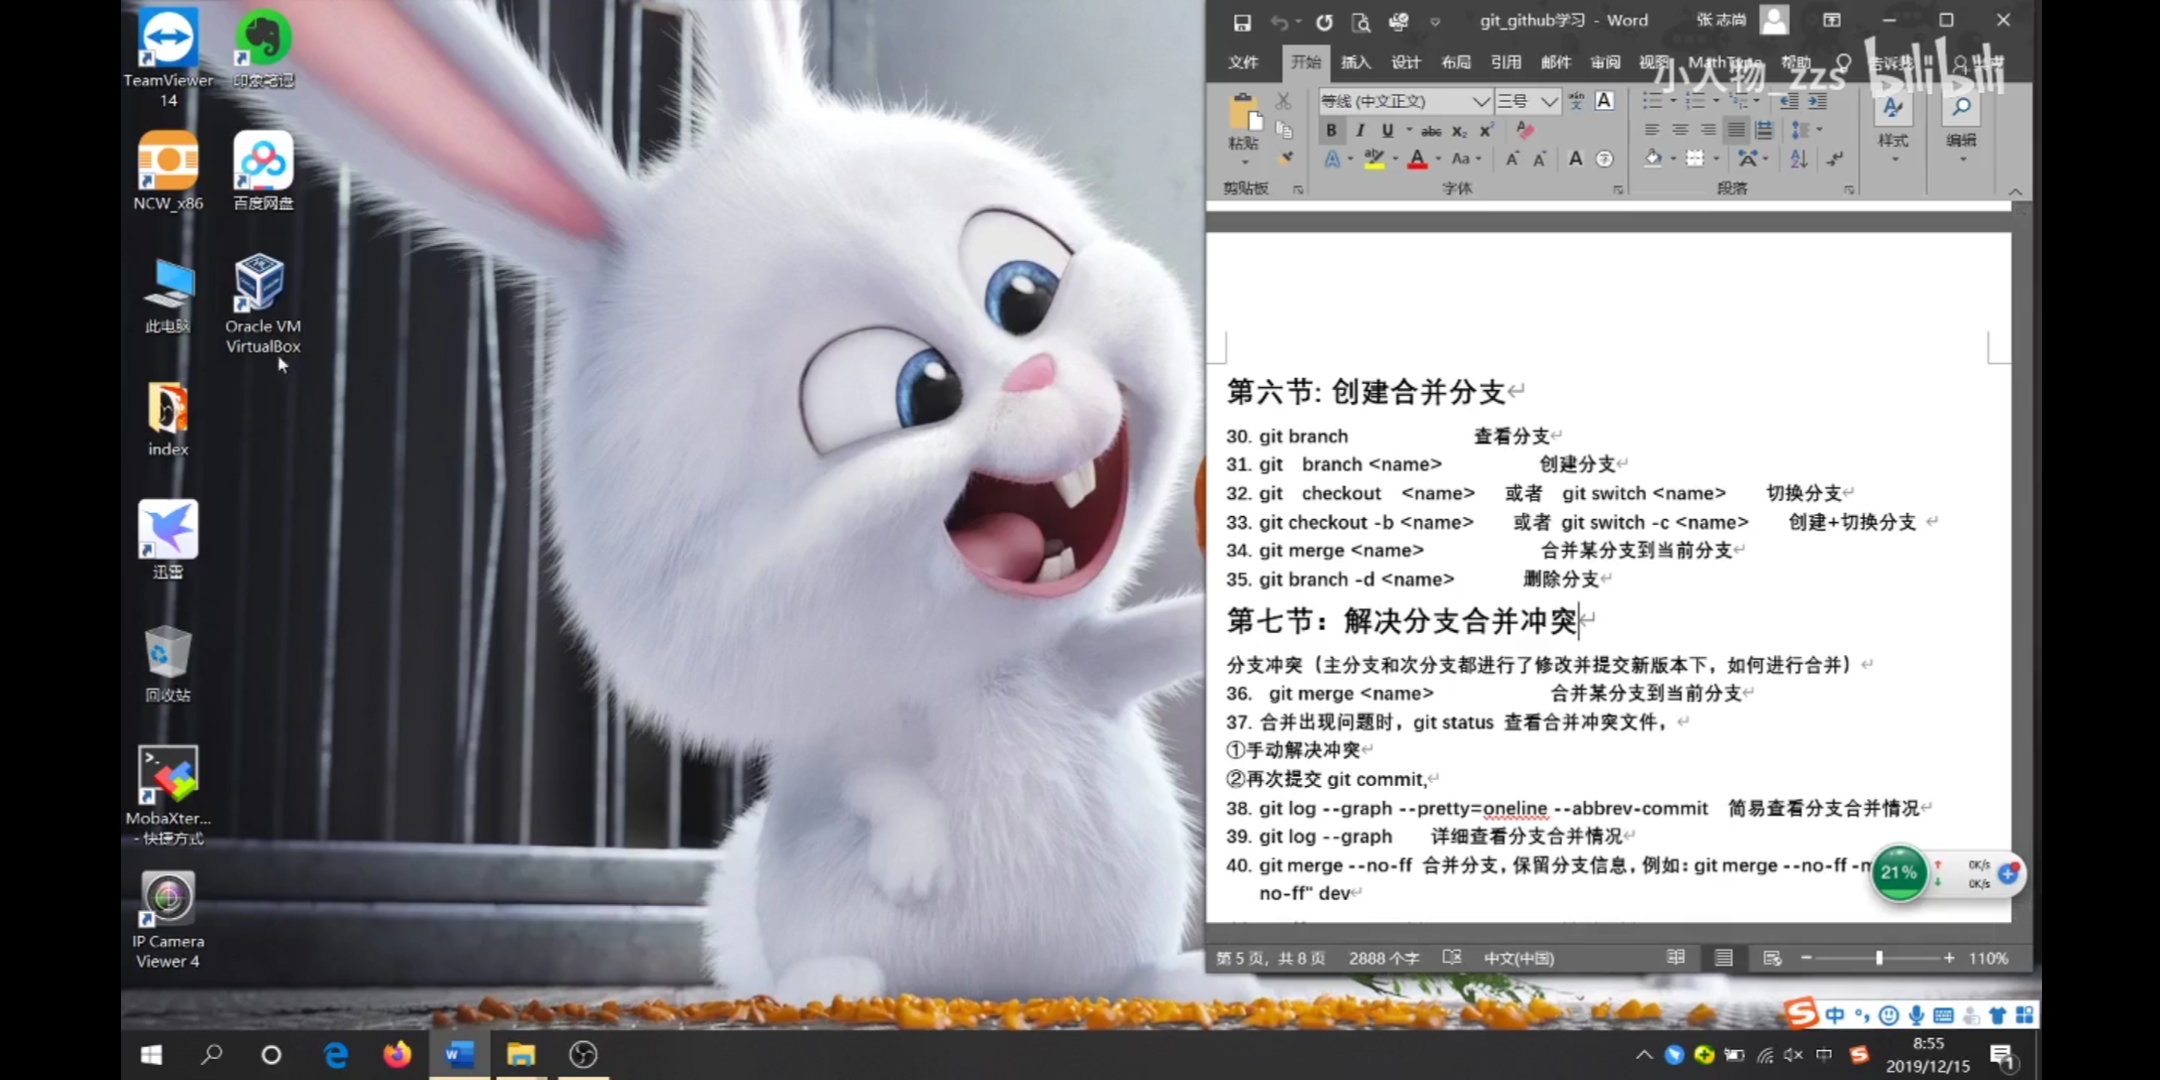 TeamViewer
14
印象笔记
NCW_x86
百度网盘
此电脑
Oracle VM
VirtualBox
index
迅雷
回收站
MobaXter...
- 快捷方式
IP Camera
Viewer 4
git_github学习 - Word
张 志尚
文件 开始 插入 设计 布局 引用 邮件 审阅 视图 MathType 帮助 告诉我
小人物_zzs bilibili
等线 (中文正文) 三号
粘贴
样式
编辑
剪贴板 字体 段落
第六节: 创建合并分支
30. git branch 查看分支
31. git branch <name> 创建分支
32. git checkout <name> 或者 git switch <name> 切换分支
33. git checkout -b <name> 或者 git switch -c <name> 创建+切换分支
34. git merge <name> 合并某分支到当前分支
35. git branch -d <name> 删除分支
第七节：解决分支合并冲突
分支冲突（主分支和次分支都进行了修改并提交新版本下，如何进行合并）
36. git merge <name> 合并某分支到当前分支
37. 合并出现问题时，git status 查看合并冲突文件，
①手动解决冲突
②再次提交 git commit,
38. git log --graph --pretty=oneline --abbrev-commit 简易查看分支合并情况
39. git log --graph 详细查看分支合并情况
40. git merge --no-ff 合并分支，保留分支信息，例如：git merge --no-ff -m
no-ff" dev
21%
0K/s
0K/s
第 5 页，共 8 页 2888 个字 中文(中国) 110%
中
8:55
2019/12/15